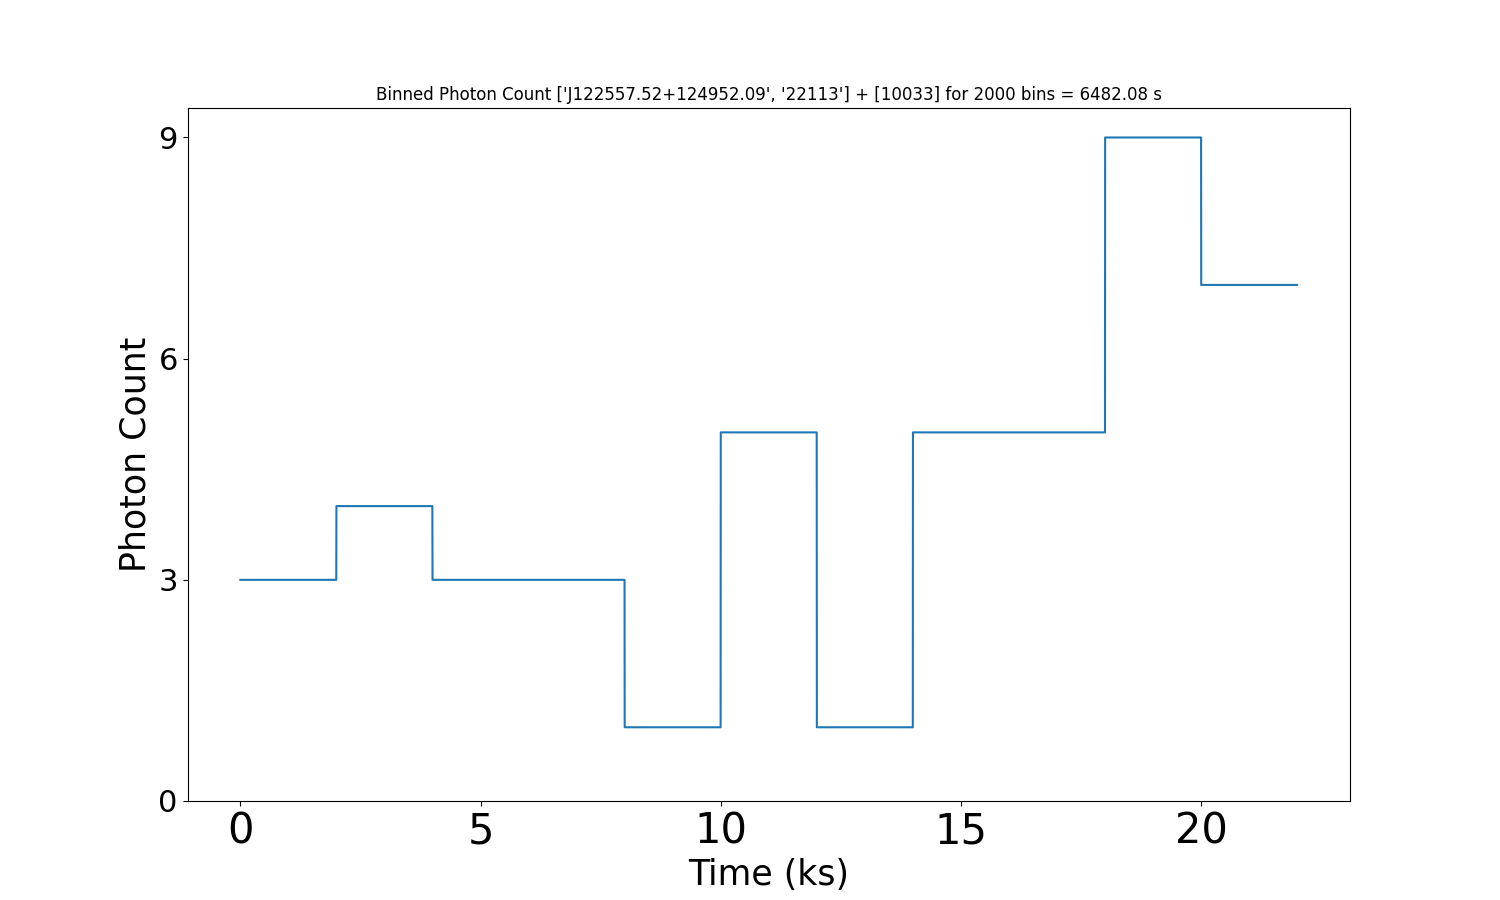 Binned Photon Count ['J122557.52+124952.09', '22113'] + [10033] for 2000 bins = 6482.08 s
9
6
3
0
Photon Count
0 5 10 15 20
Time (ks)